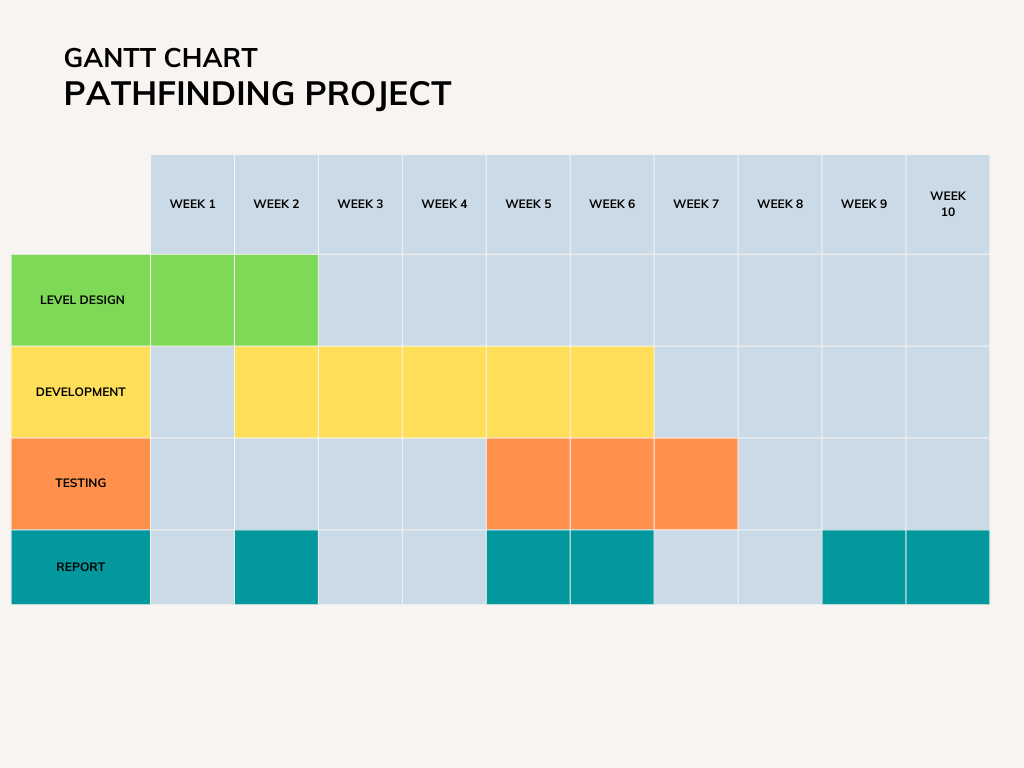 GANTT CHART
PATHFINDING PROJECT
WEEK 1 WEEK 2 WEEK 3 WEEK 4 WEEK 5 WEEK 6 WEEK 7 WEEK 8 WEEK 9 WEEK
10
LEVEL DESIGN
DEVELOPMENT
TESTING
REPORT